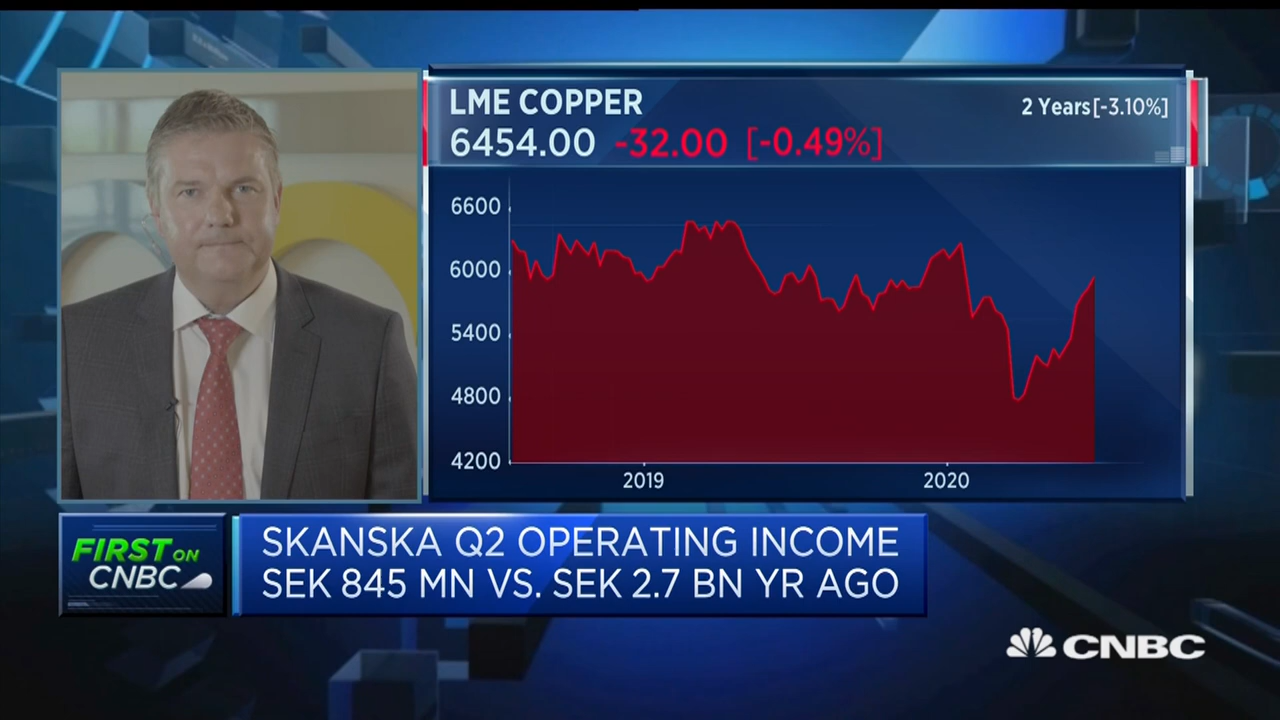 LME COPPER
2 Years[-3.10%]
6454.00 -32.00 [-0.49%]
6600
6000
5400
4800
4200
2019
2020
FIRST ON
CNBC
SKANSKA Q2 OPERATING INCOME
SEK 845 MN VS. SEK 2.7 BN YR AGO
CNBC